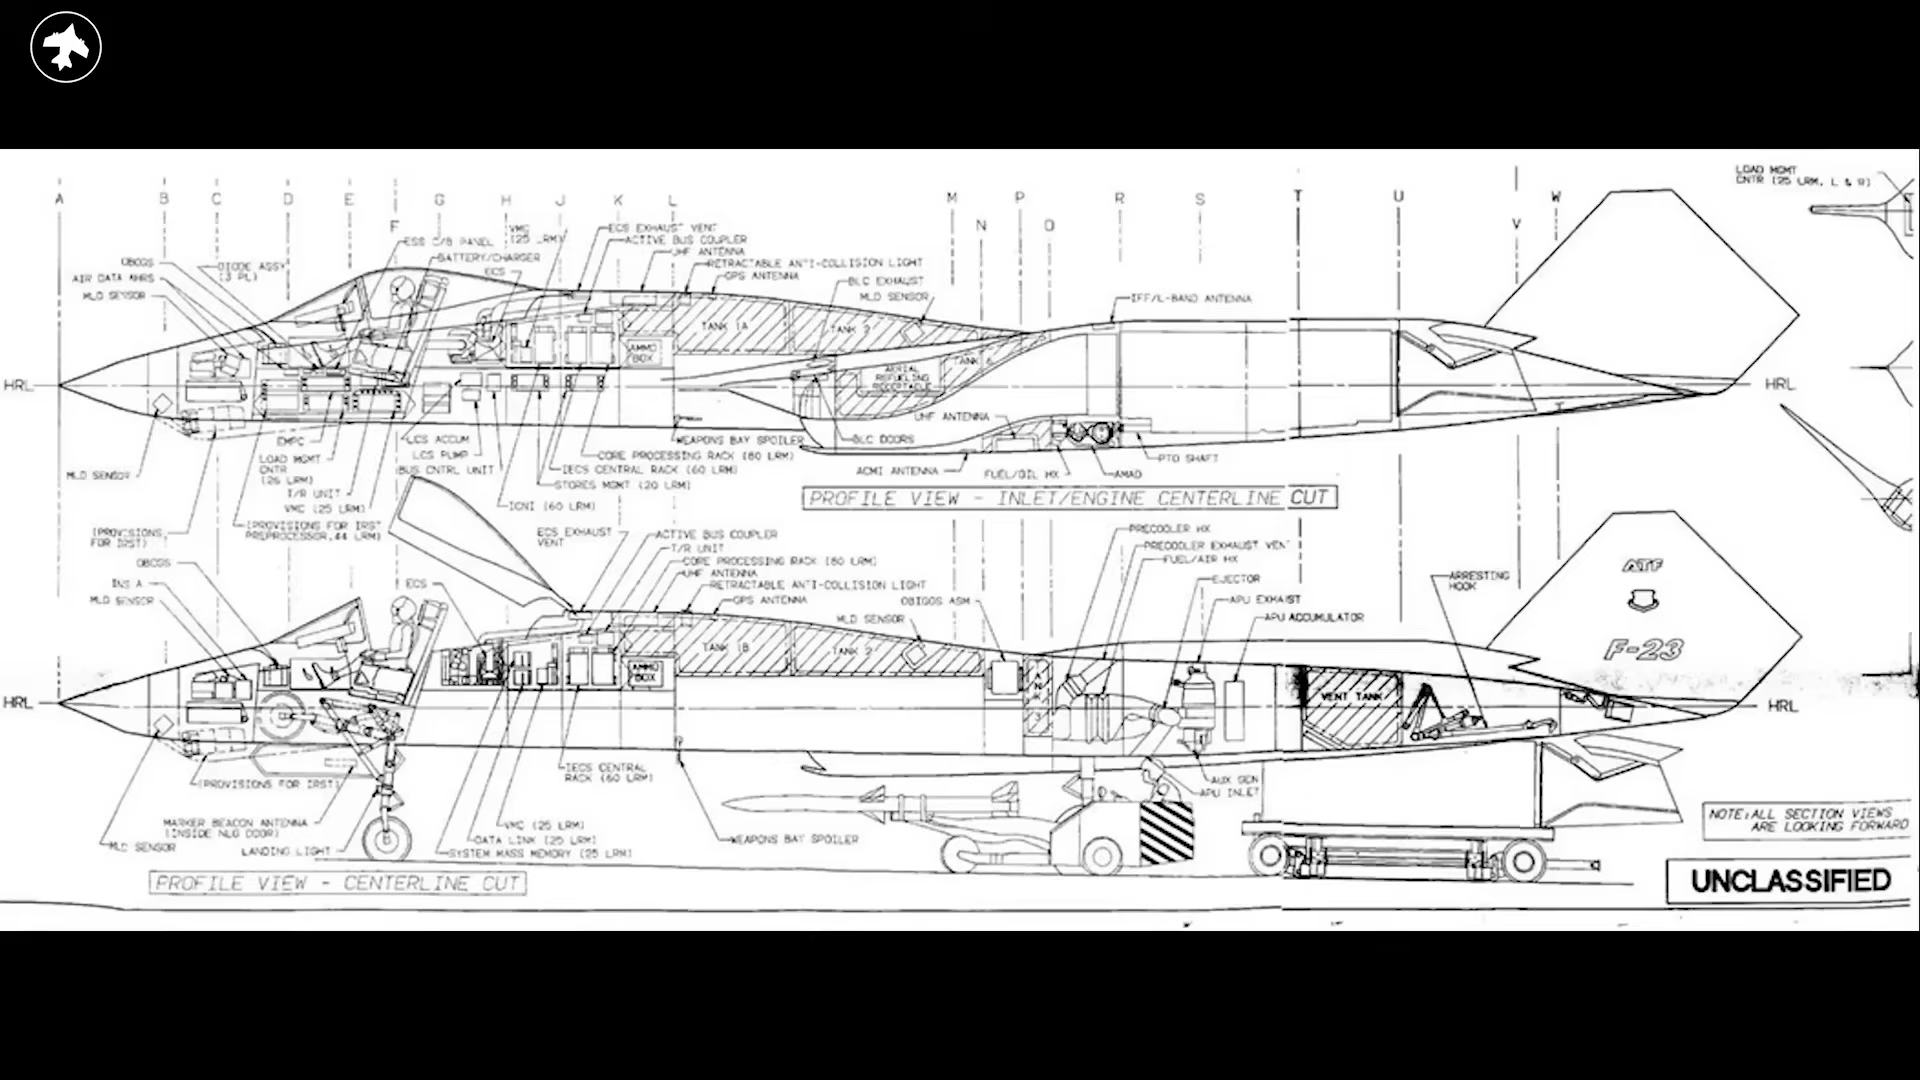 LOAD MGMT
CNTR (25 LRM, L & R)
A
B
C
D
E
F
G
H
J
K
L
M
N
P
Q
R
S
T
U
V
W
ESS C/B PANEL
VMC
(25 LRM)
ECS EXHAUST VENT
ACTIVE BUS COUPLER
UHF ANTENNA
BATTERY/CHARGER
RETRACTABLE ANTI-COLLISION LIGHT
GPS ANTENNA
ECS
OBOGS
DIODE ASSY
(3 PL)
AIR DATA AHRS
MLD SENSOR
BLC EXHAUST
MLD SENSOR
IFF/L-BAND ANTENNA
TANK 1A
TANK 2
AMMO
BOX
AERIAL
REFUELING
RECEPTACLE
HRL
HRL
UHF ANTENNA
EMPC
LCS ACCUM
LCS PUMP
BUS CNTRL UNIT
WEAPONS BAY SPOILER
BLC DOORS
CORE PROCESSING RACK (80 LRM)
IECS CENTRAL RACK (60 LRM)
STORES MGMT (20 LRM)
ICNI (60 LRM)
ACMI ANTENNA
FUEL/OIL HX
AMAD
PTO SHAFT
MLD SENSOR
LOAD MGMT
CNTR
(26 LRM)
T/R UNIT
VMC (25 LRM)
(PROVISIONS FOR IRST
PREPROCESSOR,44 LRM)
(PROVISIONS
FOR IRST)
PROFILE VIEW - INLET/ENGINE CENTERLINE CUT
ECS EXHAUST
VENT
ACTIVE BUS COUPLER
T/R UNIT
CORE PROCESSING RACK (80 LRM)
UHF ANTENNA
RETRACTABLE ANTI-COLLISION LIGHT
GPS ANTENNA
PRECOOLER HX
PRECOOLER EXHAUST VENT
FUEL/AIR HX
EJECTOR
APU EXHAUST
APU ACCUMULATOR
ARRESTING
HOOK
OBIGGS ASM
MLD SENSOR
OBOGS
INS A
MLD SENSOR
ECS
ATF
F-23
TANK 1B
TANK 2
AMMO
BOX
VENT TANK
HRL
HRL
(PROVISIONS FOR IRST)
IECS CENTRAL
RACK (60 LRM)
AUX GEN
APU INLET
MARKER BEACON ANTENNA
(INSIDE NLG DOOR)
MLD SENSOR
LANDING LIGHT
VMC (25 LRM)
DATA LINK (25 LRM)
SYSTEM MASS MEMORY (25 LRM)
WEAPONS BAY SPOILER
NOTE:ALL SECTION VIEWS
ARE LOOKING FORWARD
UNCLASSIFIED
PROFILE VIEW - CENTERLINE CUT